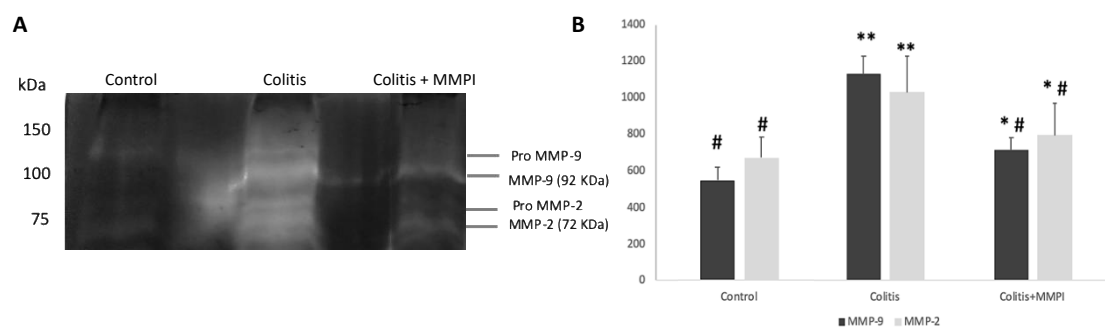 A
kDa
Control Colitis Colitis + MMPI
150
100
75
Pro MMP-9
MMP-9 (92 KDa)
Pro MMP-2
MMP-2 (72 KDa)
B
1400
1200
1000
800
600
400
200
0
# #
** **
* # * #
Control Colitis Colitis+MMPI
MMP-9 MMP-2